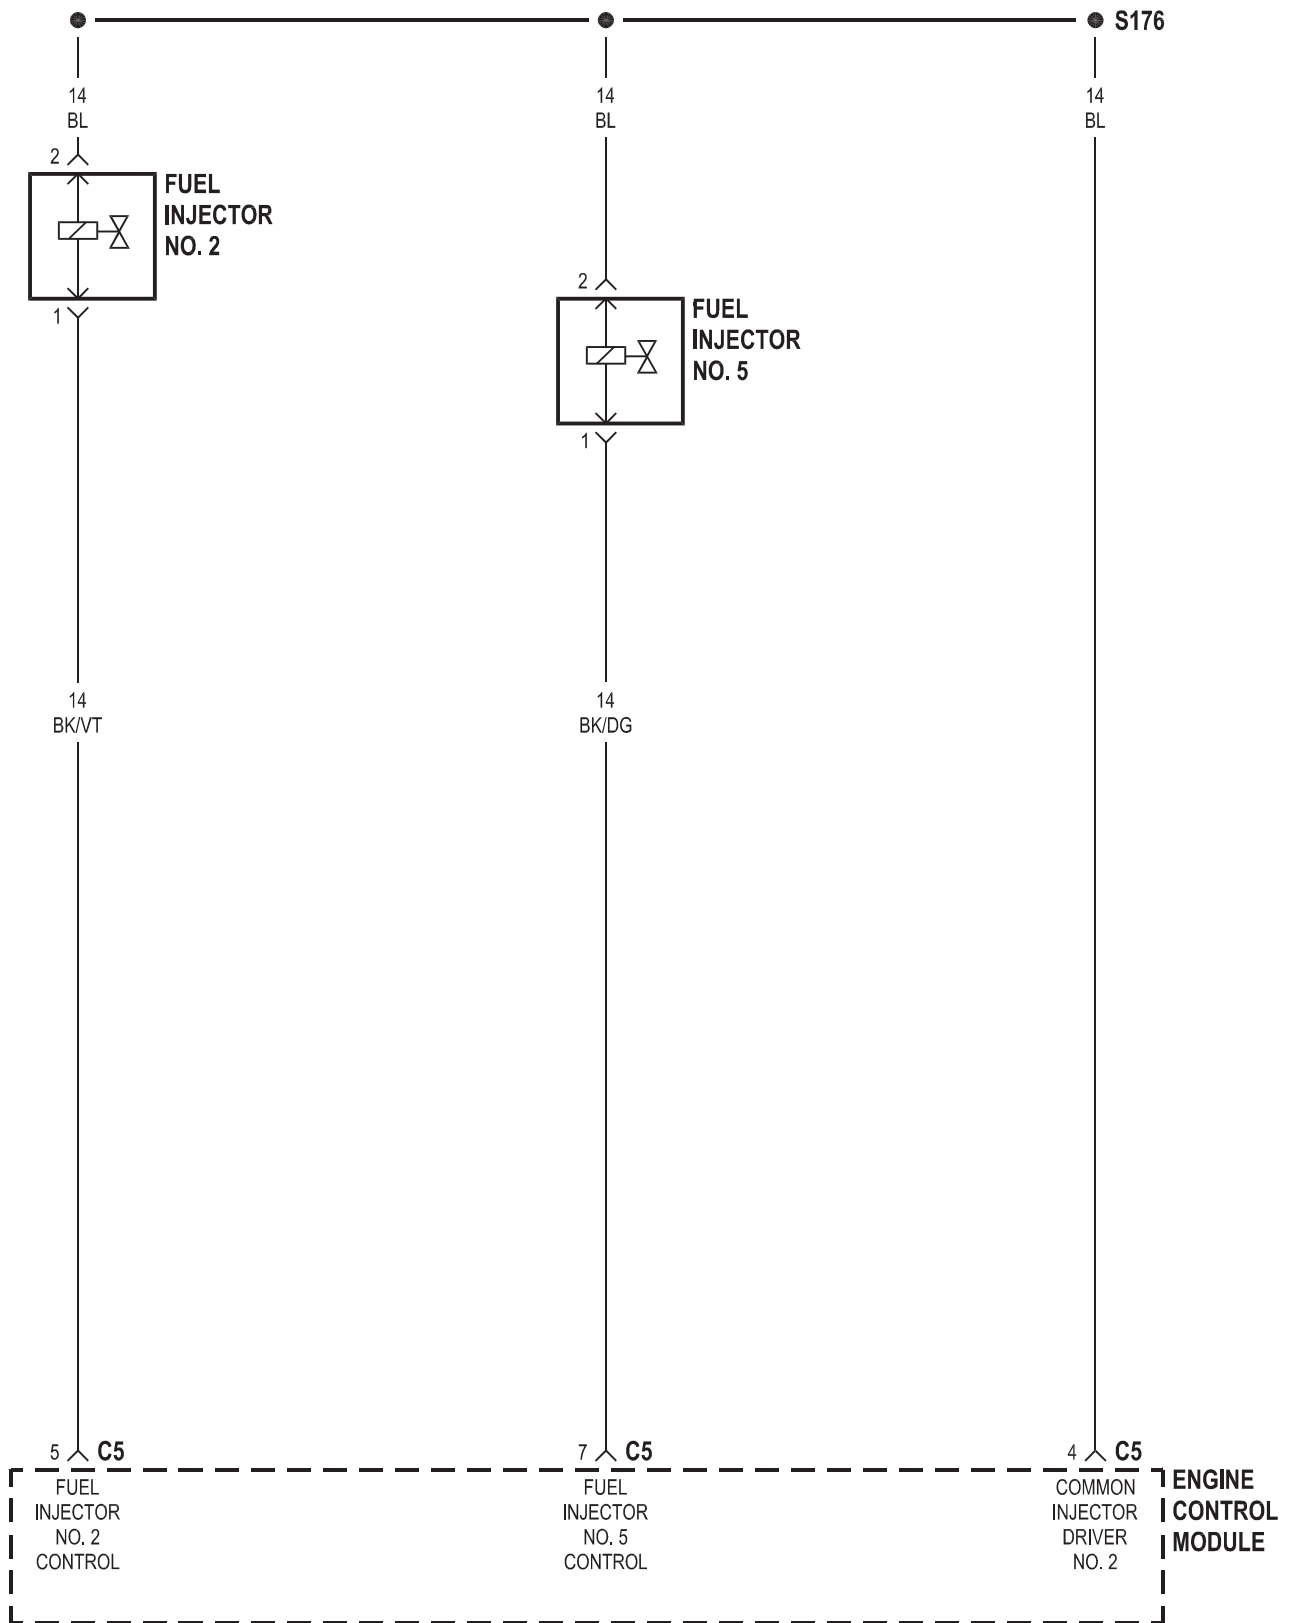 S176
14
BL
14
BL
14
BL
2
FUEL
INJECTOR
NO. 2
1
2
FUEL
INJECTOR
NO. 5
1
14
BK/VT
14
BK/DG
5
C5
7
C5
4
C5
FUEL
INJECTOR
NO. 2
CONTROL
FUEL
INJECTOR
NO. 5
CONTROL
COMMON
INJECTOR
DRIVER
NO. 2
ENGINE
CONTROL
MODULE